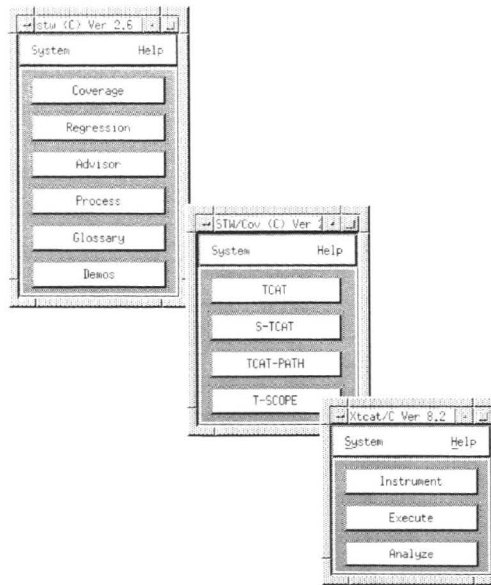 stw (C) Ver 2.6
System Help
Coverage
Regression
Advisor
Process
Glossary
Demos
STW/Cov (C) Ver
System Help
TCAT
S-TCAT
TCAT-PATH
T-SCOPE
Xtcat/C Ver 8.2
System Help
Instrument
Execute
Analyze